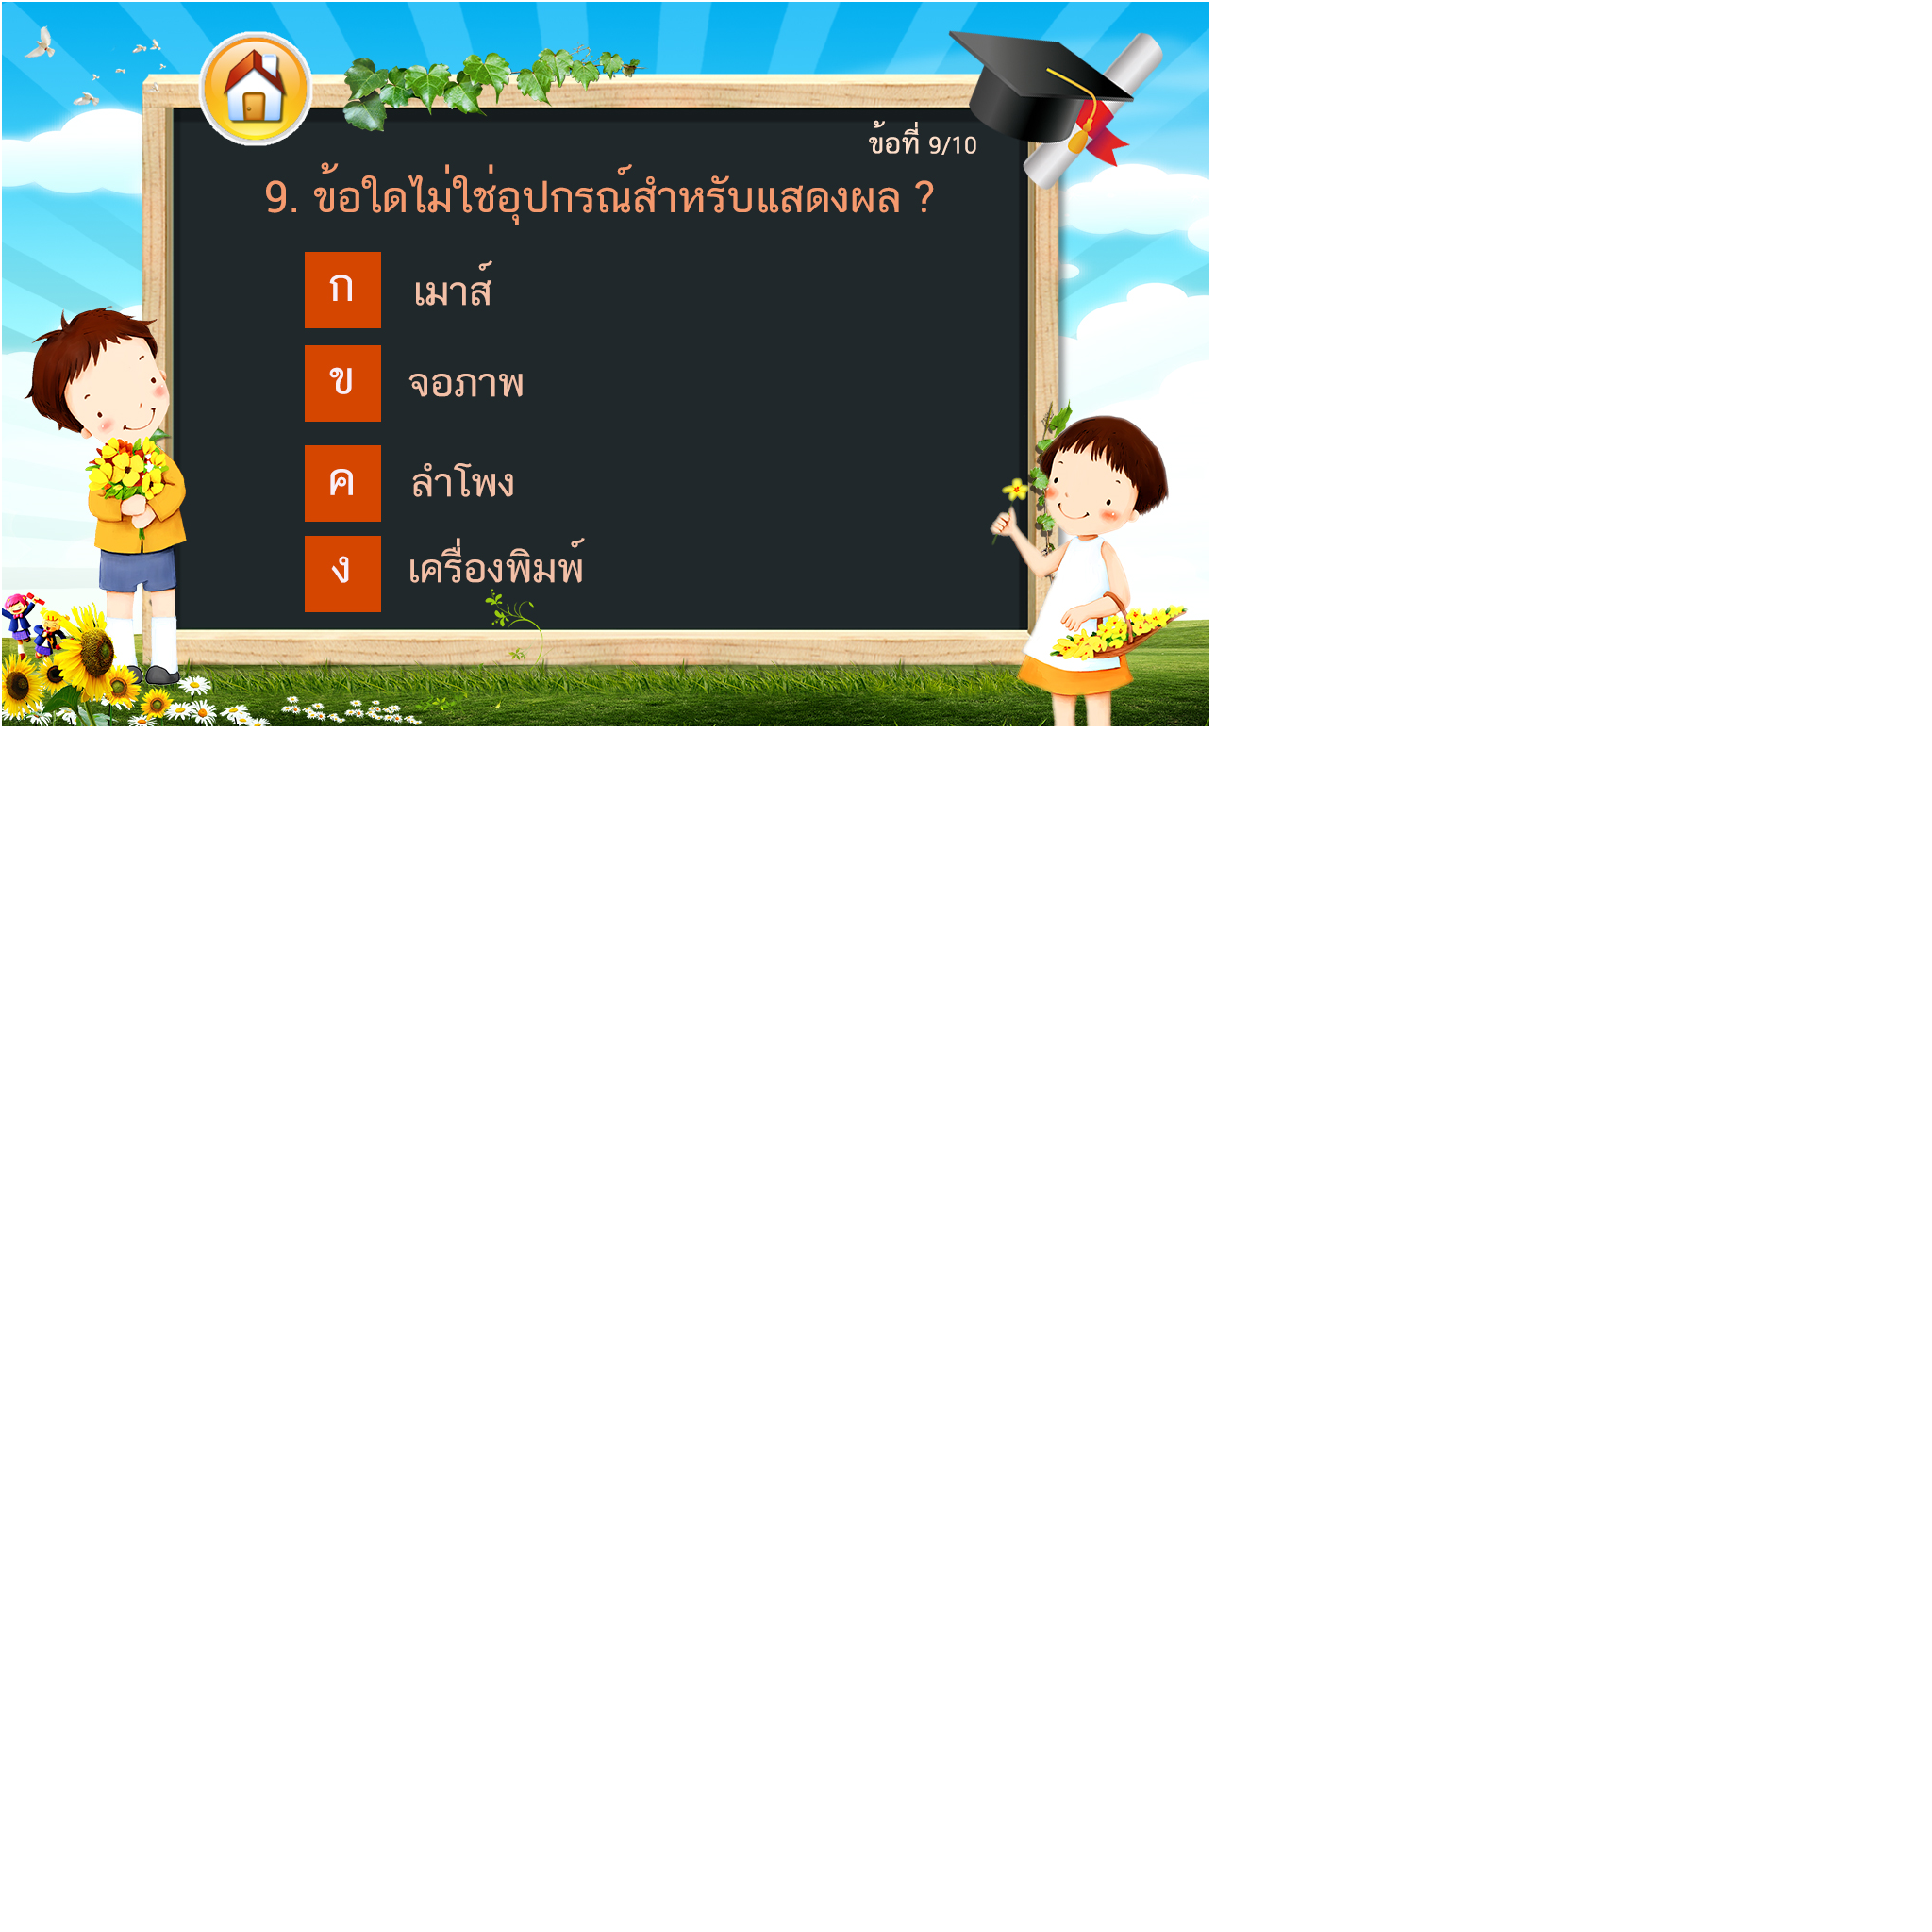 ข้อที่ 9/10
9. ข้อใดไม่ใช่อุปกรณ์สำหรับแสดงผล ?
ก เมาส์
ข จอภาพ
ค ลำโพง
ง เครื่องพิมพ์